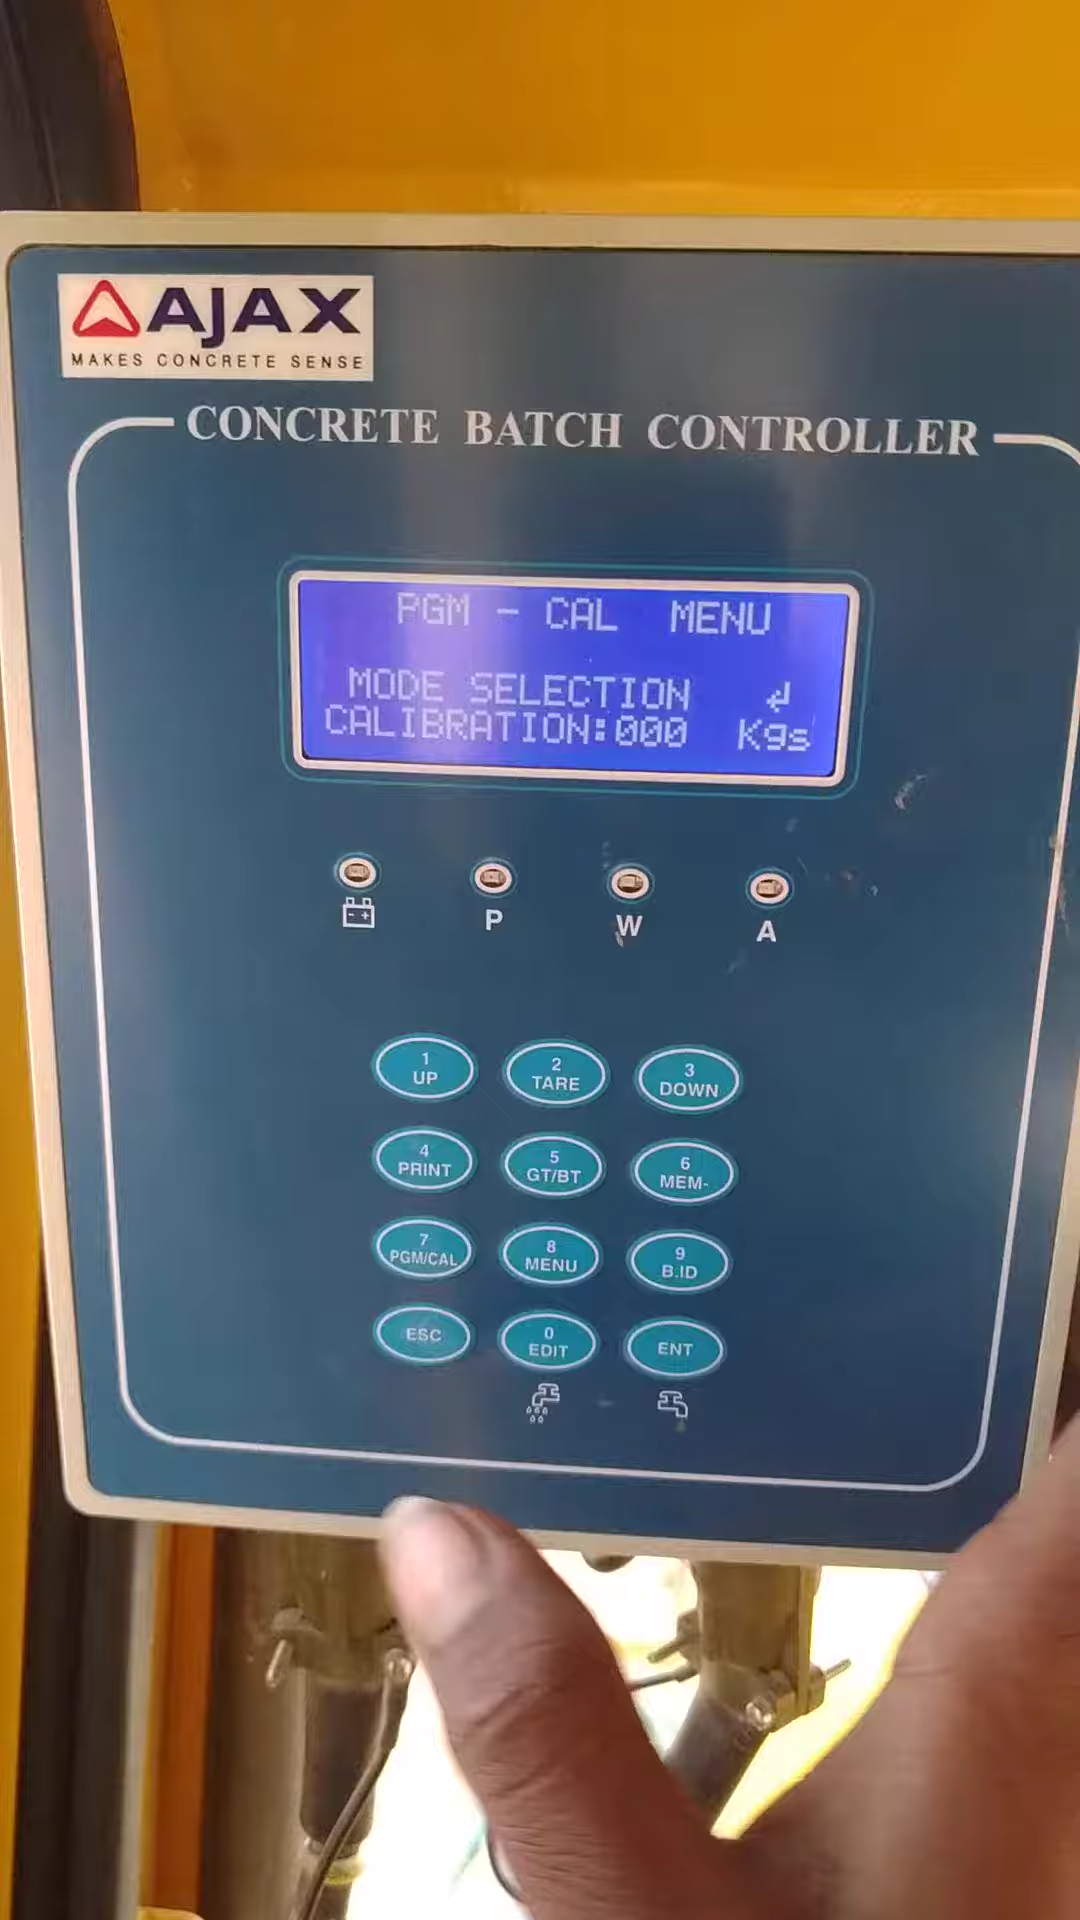 AJAX
MAKES CONCRETE SENSE
CONCRETE BATCH CONTROLLER
PGM - CAL MENU
MODE SELECTION ↲
CALIBRATION:000 Kgs
P W A
1 2 3
UP TARE DOWN
4 5 6
PRINT GT/BT MEM-
7 8 9
PGM/CAL MENU B.ID
0
ESC EDIT ENT